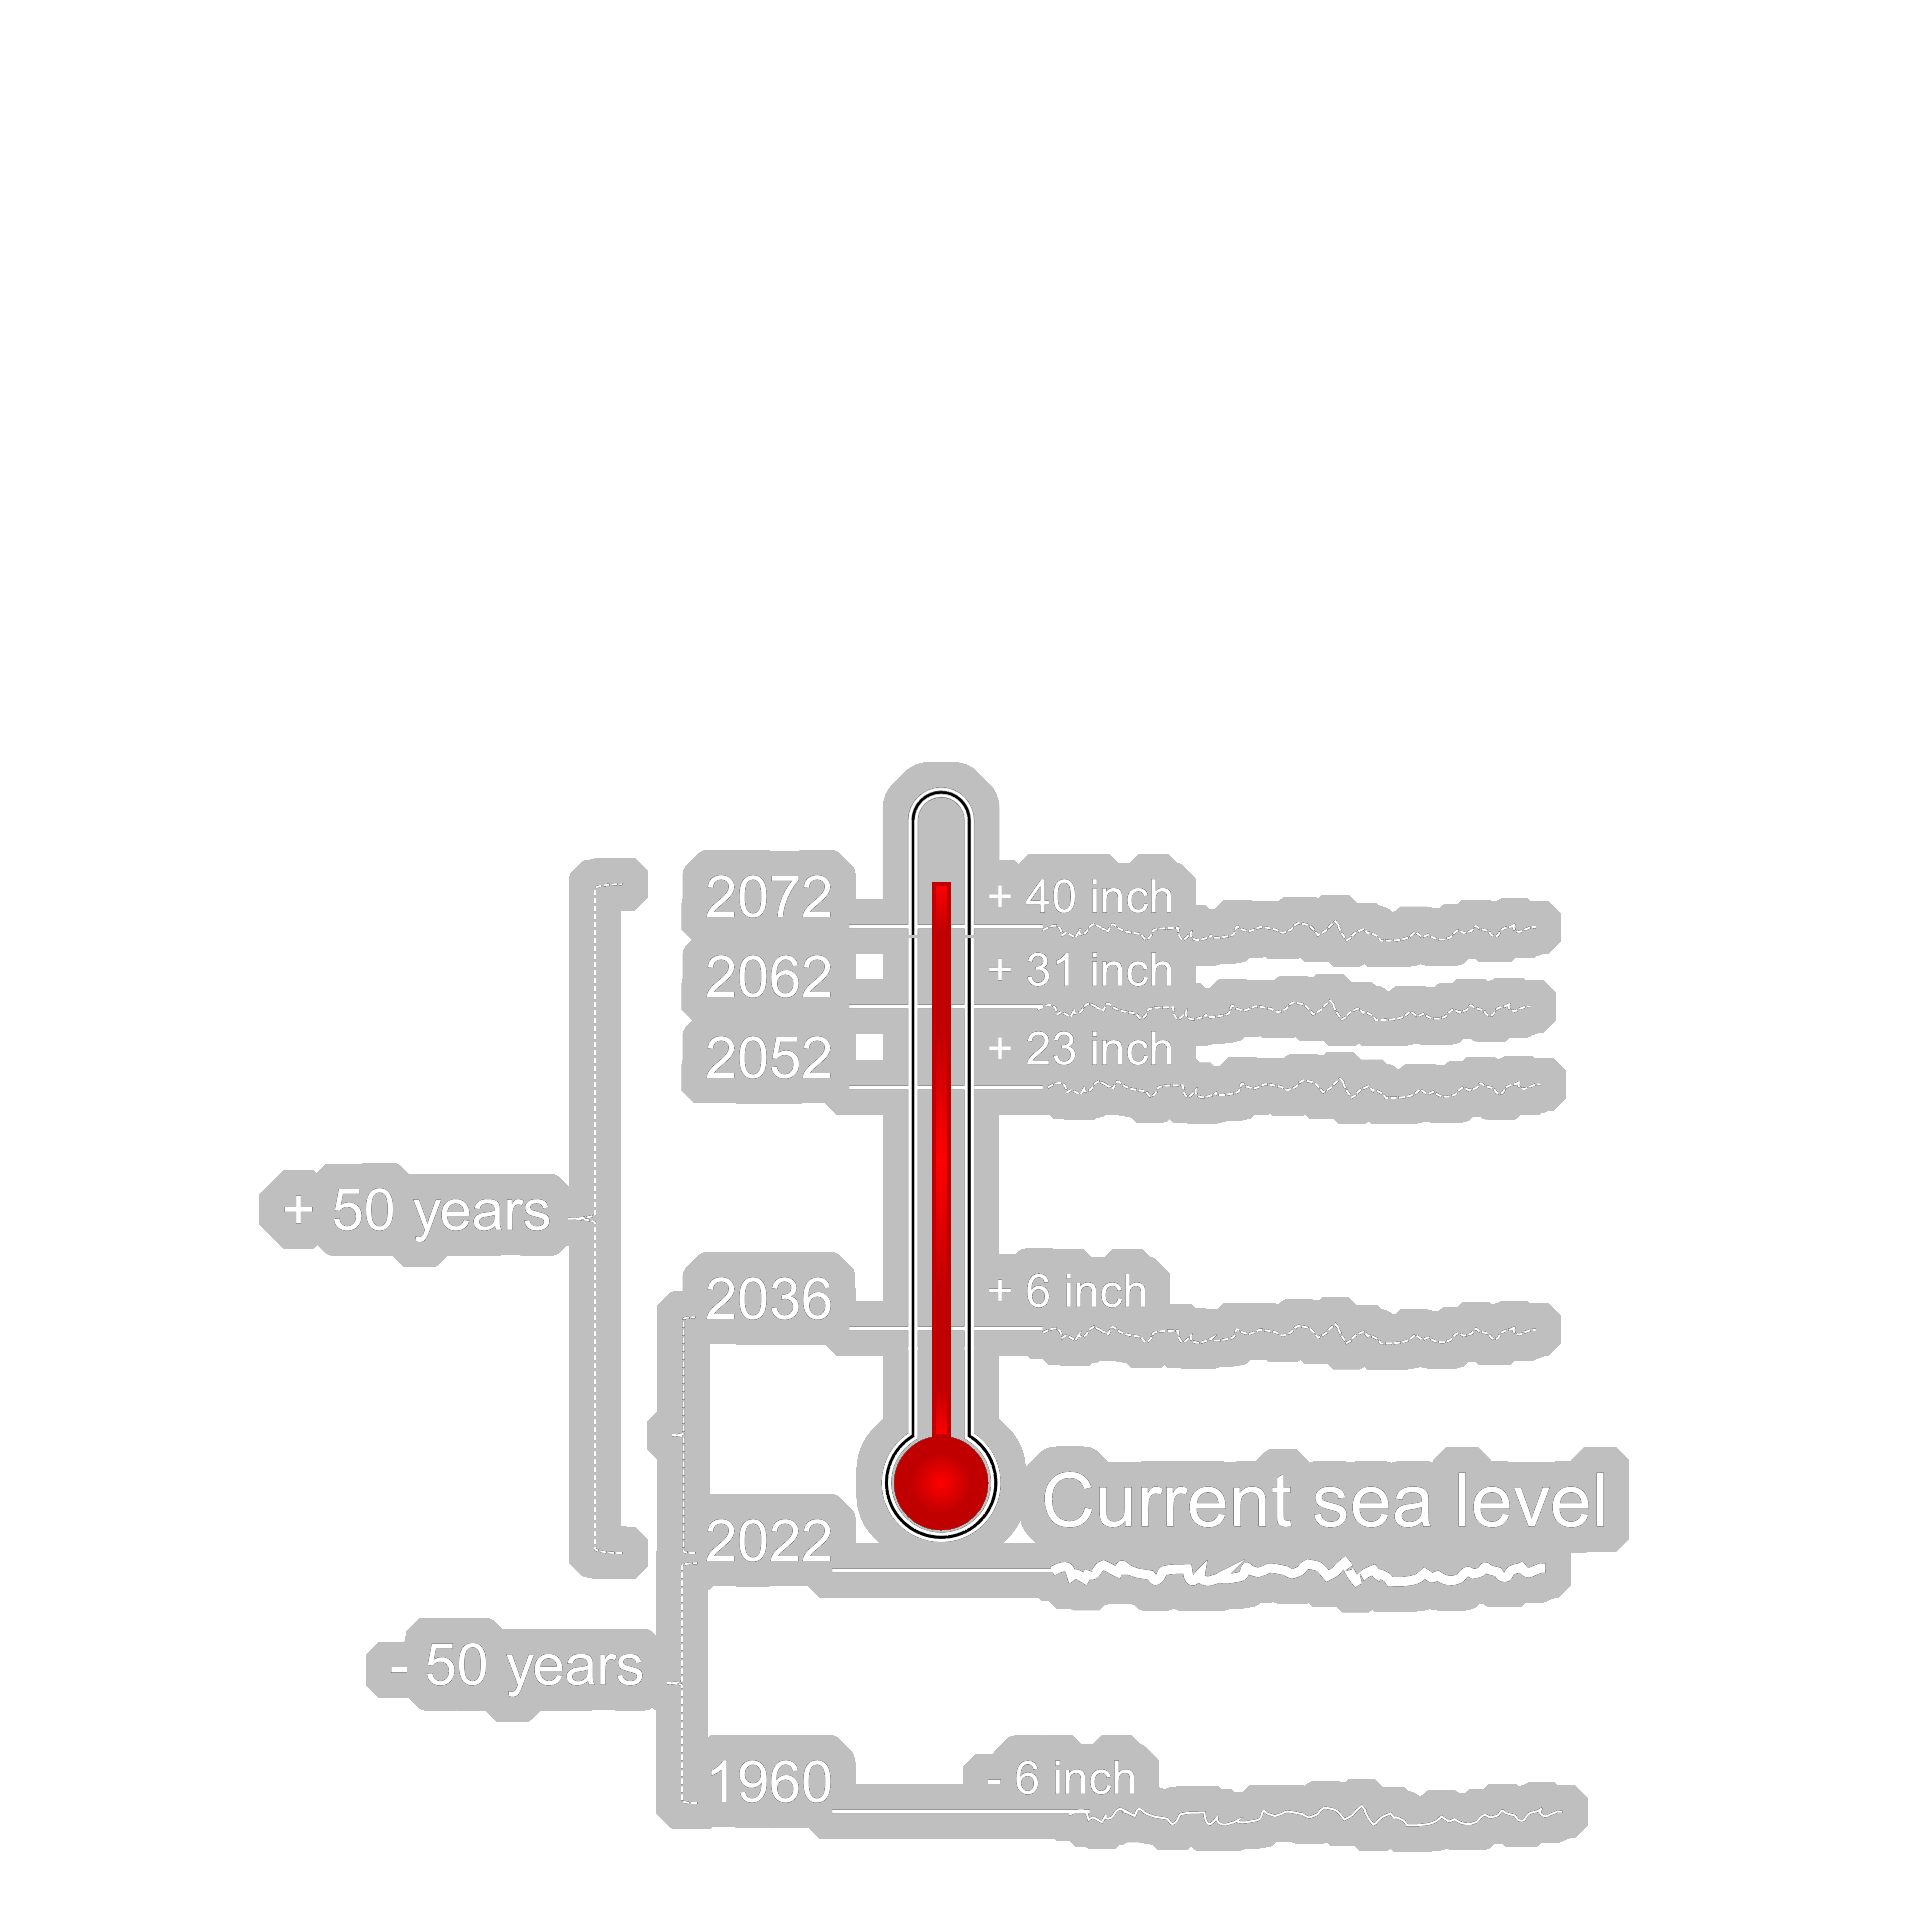 2072 + 40 inch
2062 + 31 inch
2052 + 23 inch
+ 50 years
2036 + 6 inch
Current sea level
2022
- 50 years
1960 - 6 inch